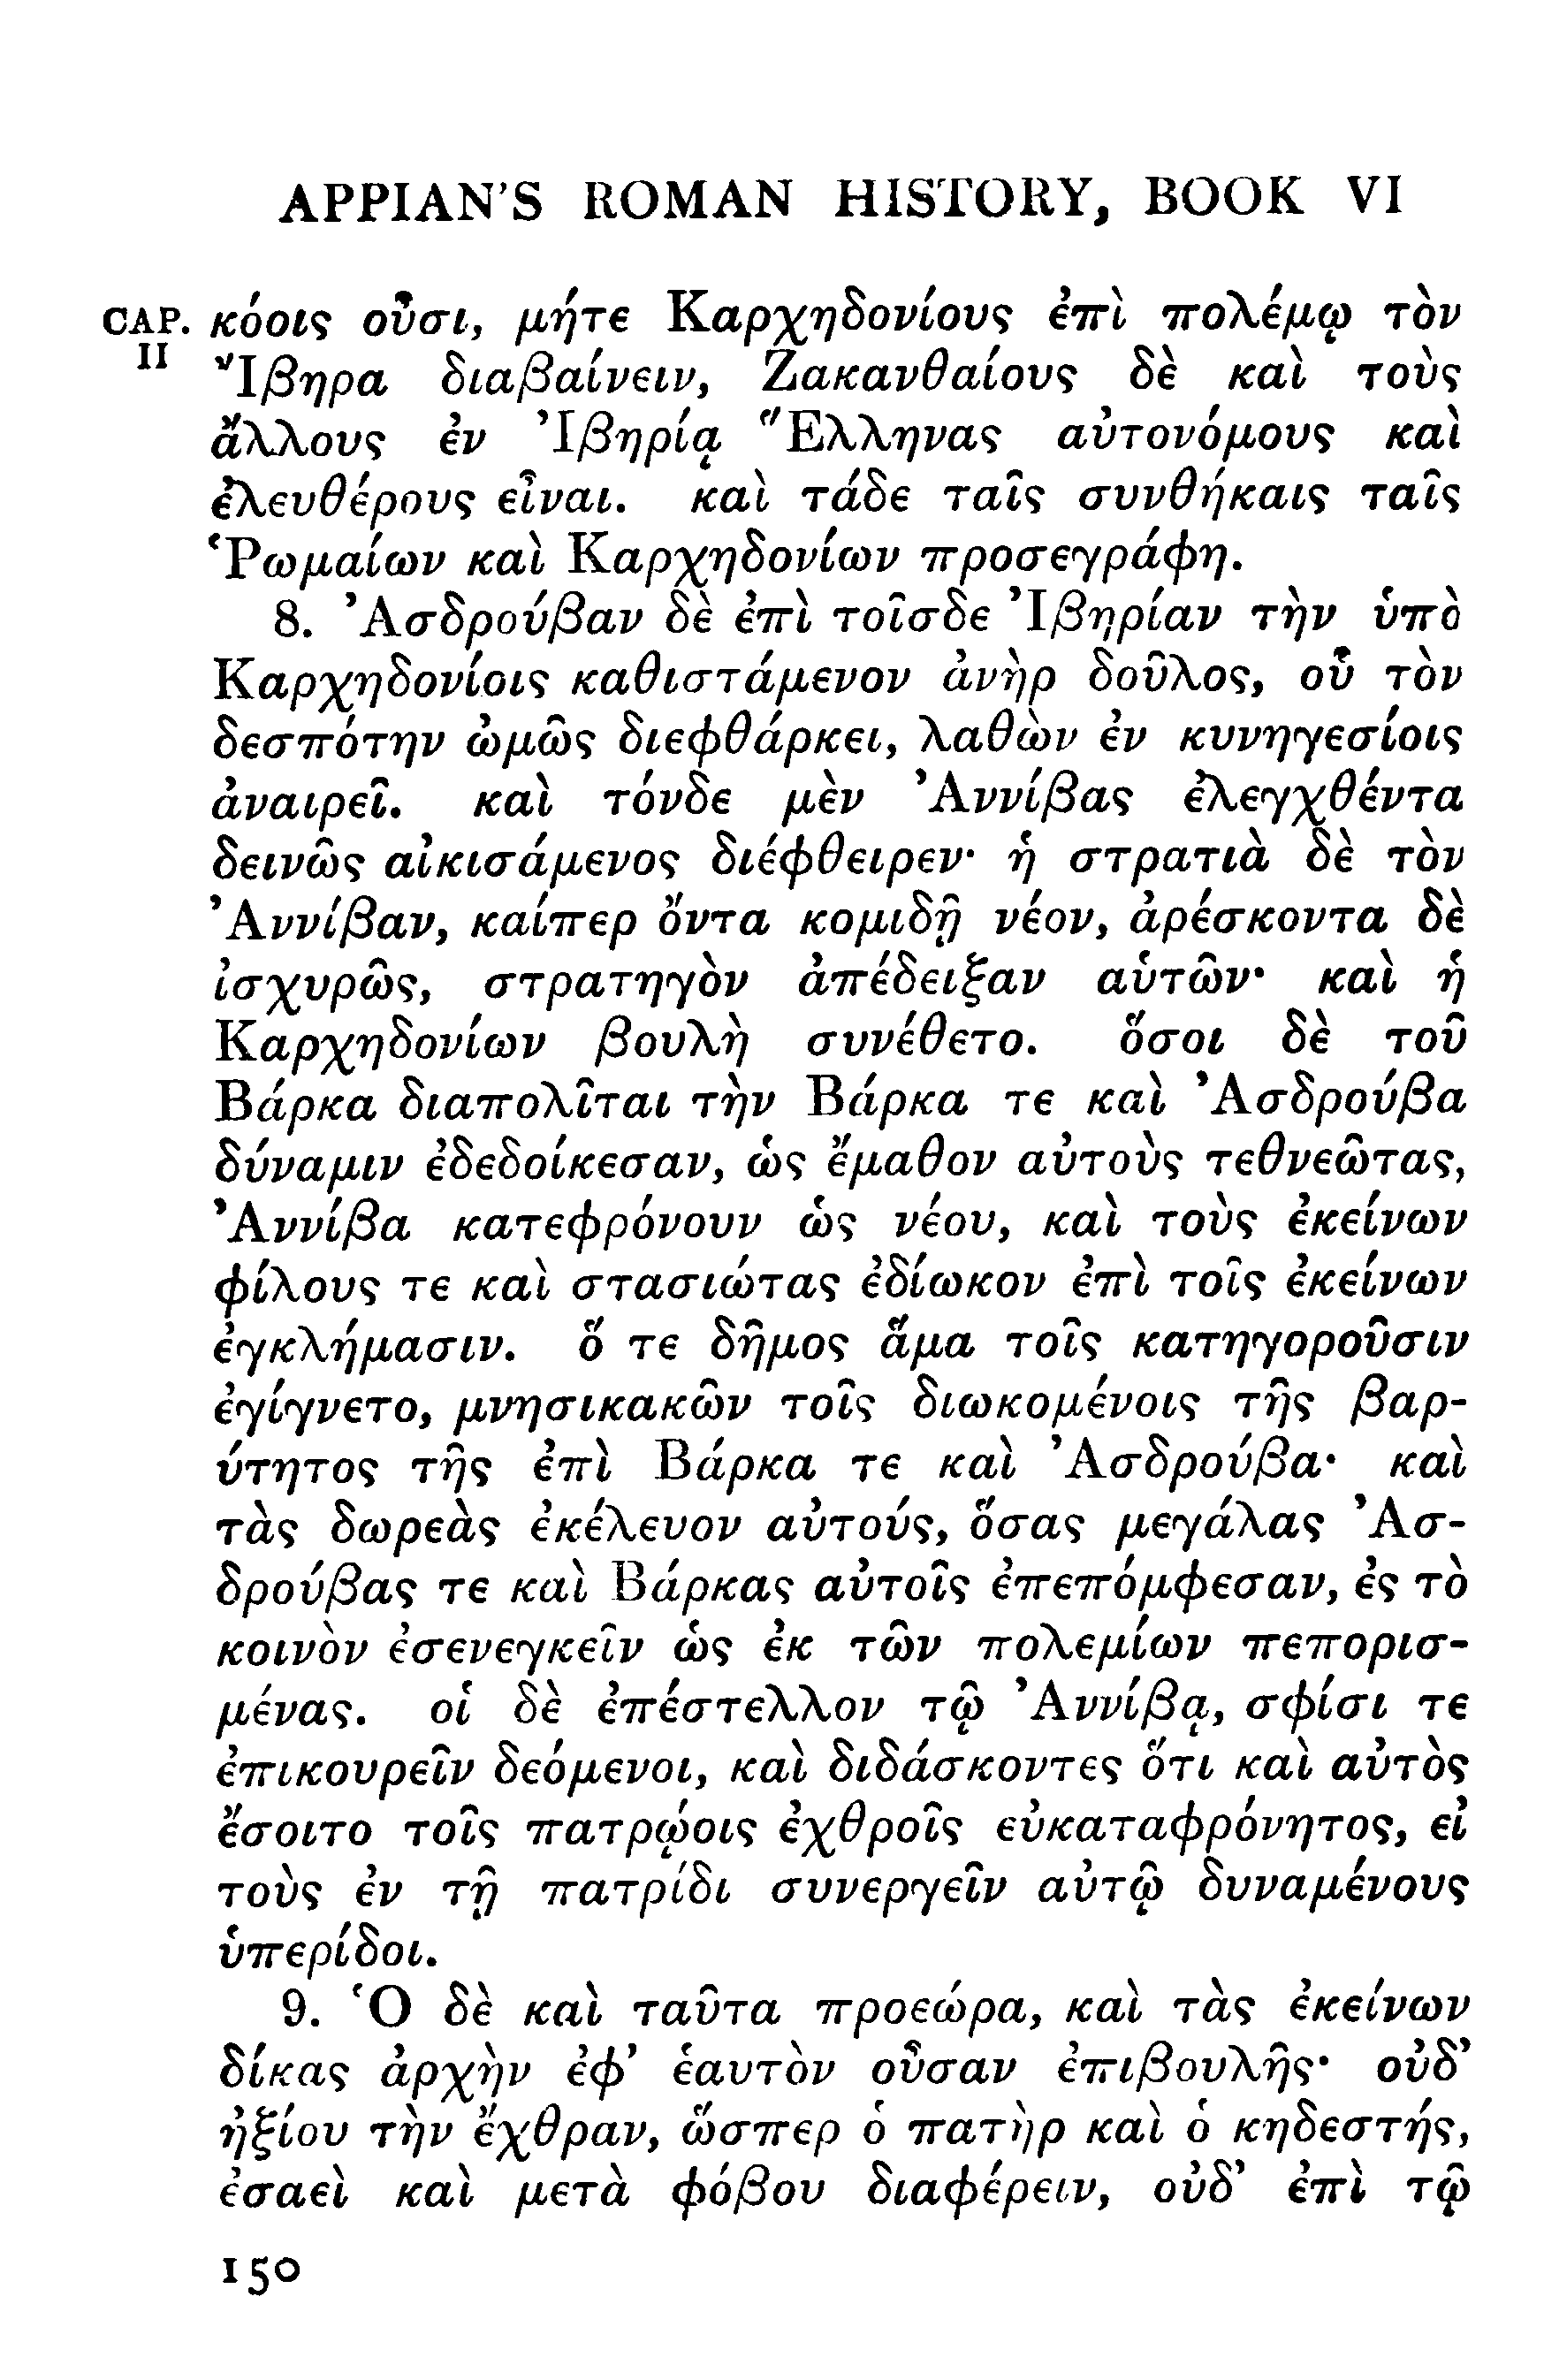 APPIAN'S ROMAN HISTORY, BOOK VI
CAP. κόοις οὖσι, μήτε Καρχηδονίους ἐπὶ πολέμῳ τὸν
II Ἴβηρα διαβαίνειν, Ζακανθαίους δὲ καὶ τοὺς
ἄλλους ἐν Ἰβηρίᾳ Ἕλληνας αὐτονόμους καὶ
ἐλευθέρους εἶναι. καὶ τάδε ταῖς συνθήκαις ταῖς
Ῥωμαίων καὶ Καρχηδονίων προσεγράφη.
8. Ἀσδρούβαν δὲ ἐπὶ τοῖσδε Ἰβηρίαν τὴν ὑπὸ
Καρχηδονίοις καθιστάμενον ἀνὴρ δοῦλος, οὗ τὸν
δεσπότην ὠμῶς διεφθάρκει, λαθὼν ἐν κυνηγεσίοις
ἀναιρεῖ. καὶ τόνδε μὲν Ἀννίβας ἐλεγχθέντα
δεινῶς αἰκισάμενος διέφθειρεν· ἡ στρατιὰ δὲ τὸν
Ἀννίβαν, καίπερ ὄντα κομιδῇ νέον, ἀρέσκοντα δὲ
ἰσχυρῶς, στρατηγὸν ἀπέδειξαν αὑτῶν· καὶ ἡ
Καρχηδονίων βουλὴ συνέθετο. ὅσοι δὲ τοῦ
Βάρκα διαπολῖται τὴν Βάρκα τε καὶ Ἀσδρούβα
δύναμιν ἐδεδοίκεσαν, ὡς ἔμαθον αὐτοὺς τεθνεῶτας,
Ἀννίβα κατεφρόνουν ὡς νέου, καὶ τοὺς ἐκείνων
φίλους τε καὶ στασιώτας ἐδίωκον ἐπὶ τοῖς ἐκείνων
ἐγκλήμασιν. ὅ τε δῆμος ἅμα τοῖς κατηγοροῦσιν
ἐγίγνετο, μνησικακῶν τοῖς διωκομένοις τῆς βαρ-
ύτητος τῆς ἐπὶ Βάρκα τε καὶ Ἀσδρούβα· καὶ
τὰς δωρεὰς ἐκέλευον αὐτούς, ὅσας μεγάλας Ἀσ-
δρούβας τε καὶ Βάρκας αὐτοῖς ἐπεπόμφεσαν, ἐς τὸ
κοινὸν ἐσενεγκεῖν ὡς ἐκ τῶν πολεμίων πεπορισ-
μένας. οἱ δὲ ἐπέστελλον τῷ Ἀννίβᾳ, σφίσι τε
ἐπικουρεῖν δεόμενοι, καὶ διδάσκοντες ὅτι καὶ αὐτὸς
ἔσοιτο τοῖς πατρῴοις ἐχθροῖς εὐκαταφρόνητος, εἰ
τοὺς ἐν τῇ πατρίδι συνεργεῖν αὐτῷ δυναμένους
ὑπερίδοι.
9. Ὁ δὲ καὶ ταῦτα προεώρα, καὶ τὰς ἐκείνων
δίκας ἀρχὴν ἐφ' ἑαυτὸν οὖσαν ἐπιβουλῆς· οὐδ'
ἠξίου τὴν ἔχθραν, ὥσπερ ὁ πατὴρ καὶ ὁ κηδεστής,
ἐσαεὶ καὶ μετὰ φόβου διαφέρειν, οὐδ' ἐπὶ τῷ
150